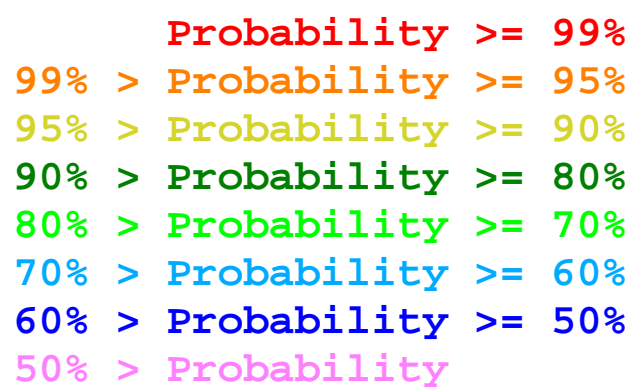 Probability >= 99%
99% > Probability >= 95%
95% > Probability >= 90%
90% > Probability >= 80%
80% > Probability >= 70%
70% > Probability >= 60%
60% > Probability >= 50%
50% > Probability